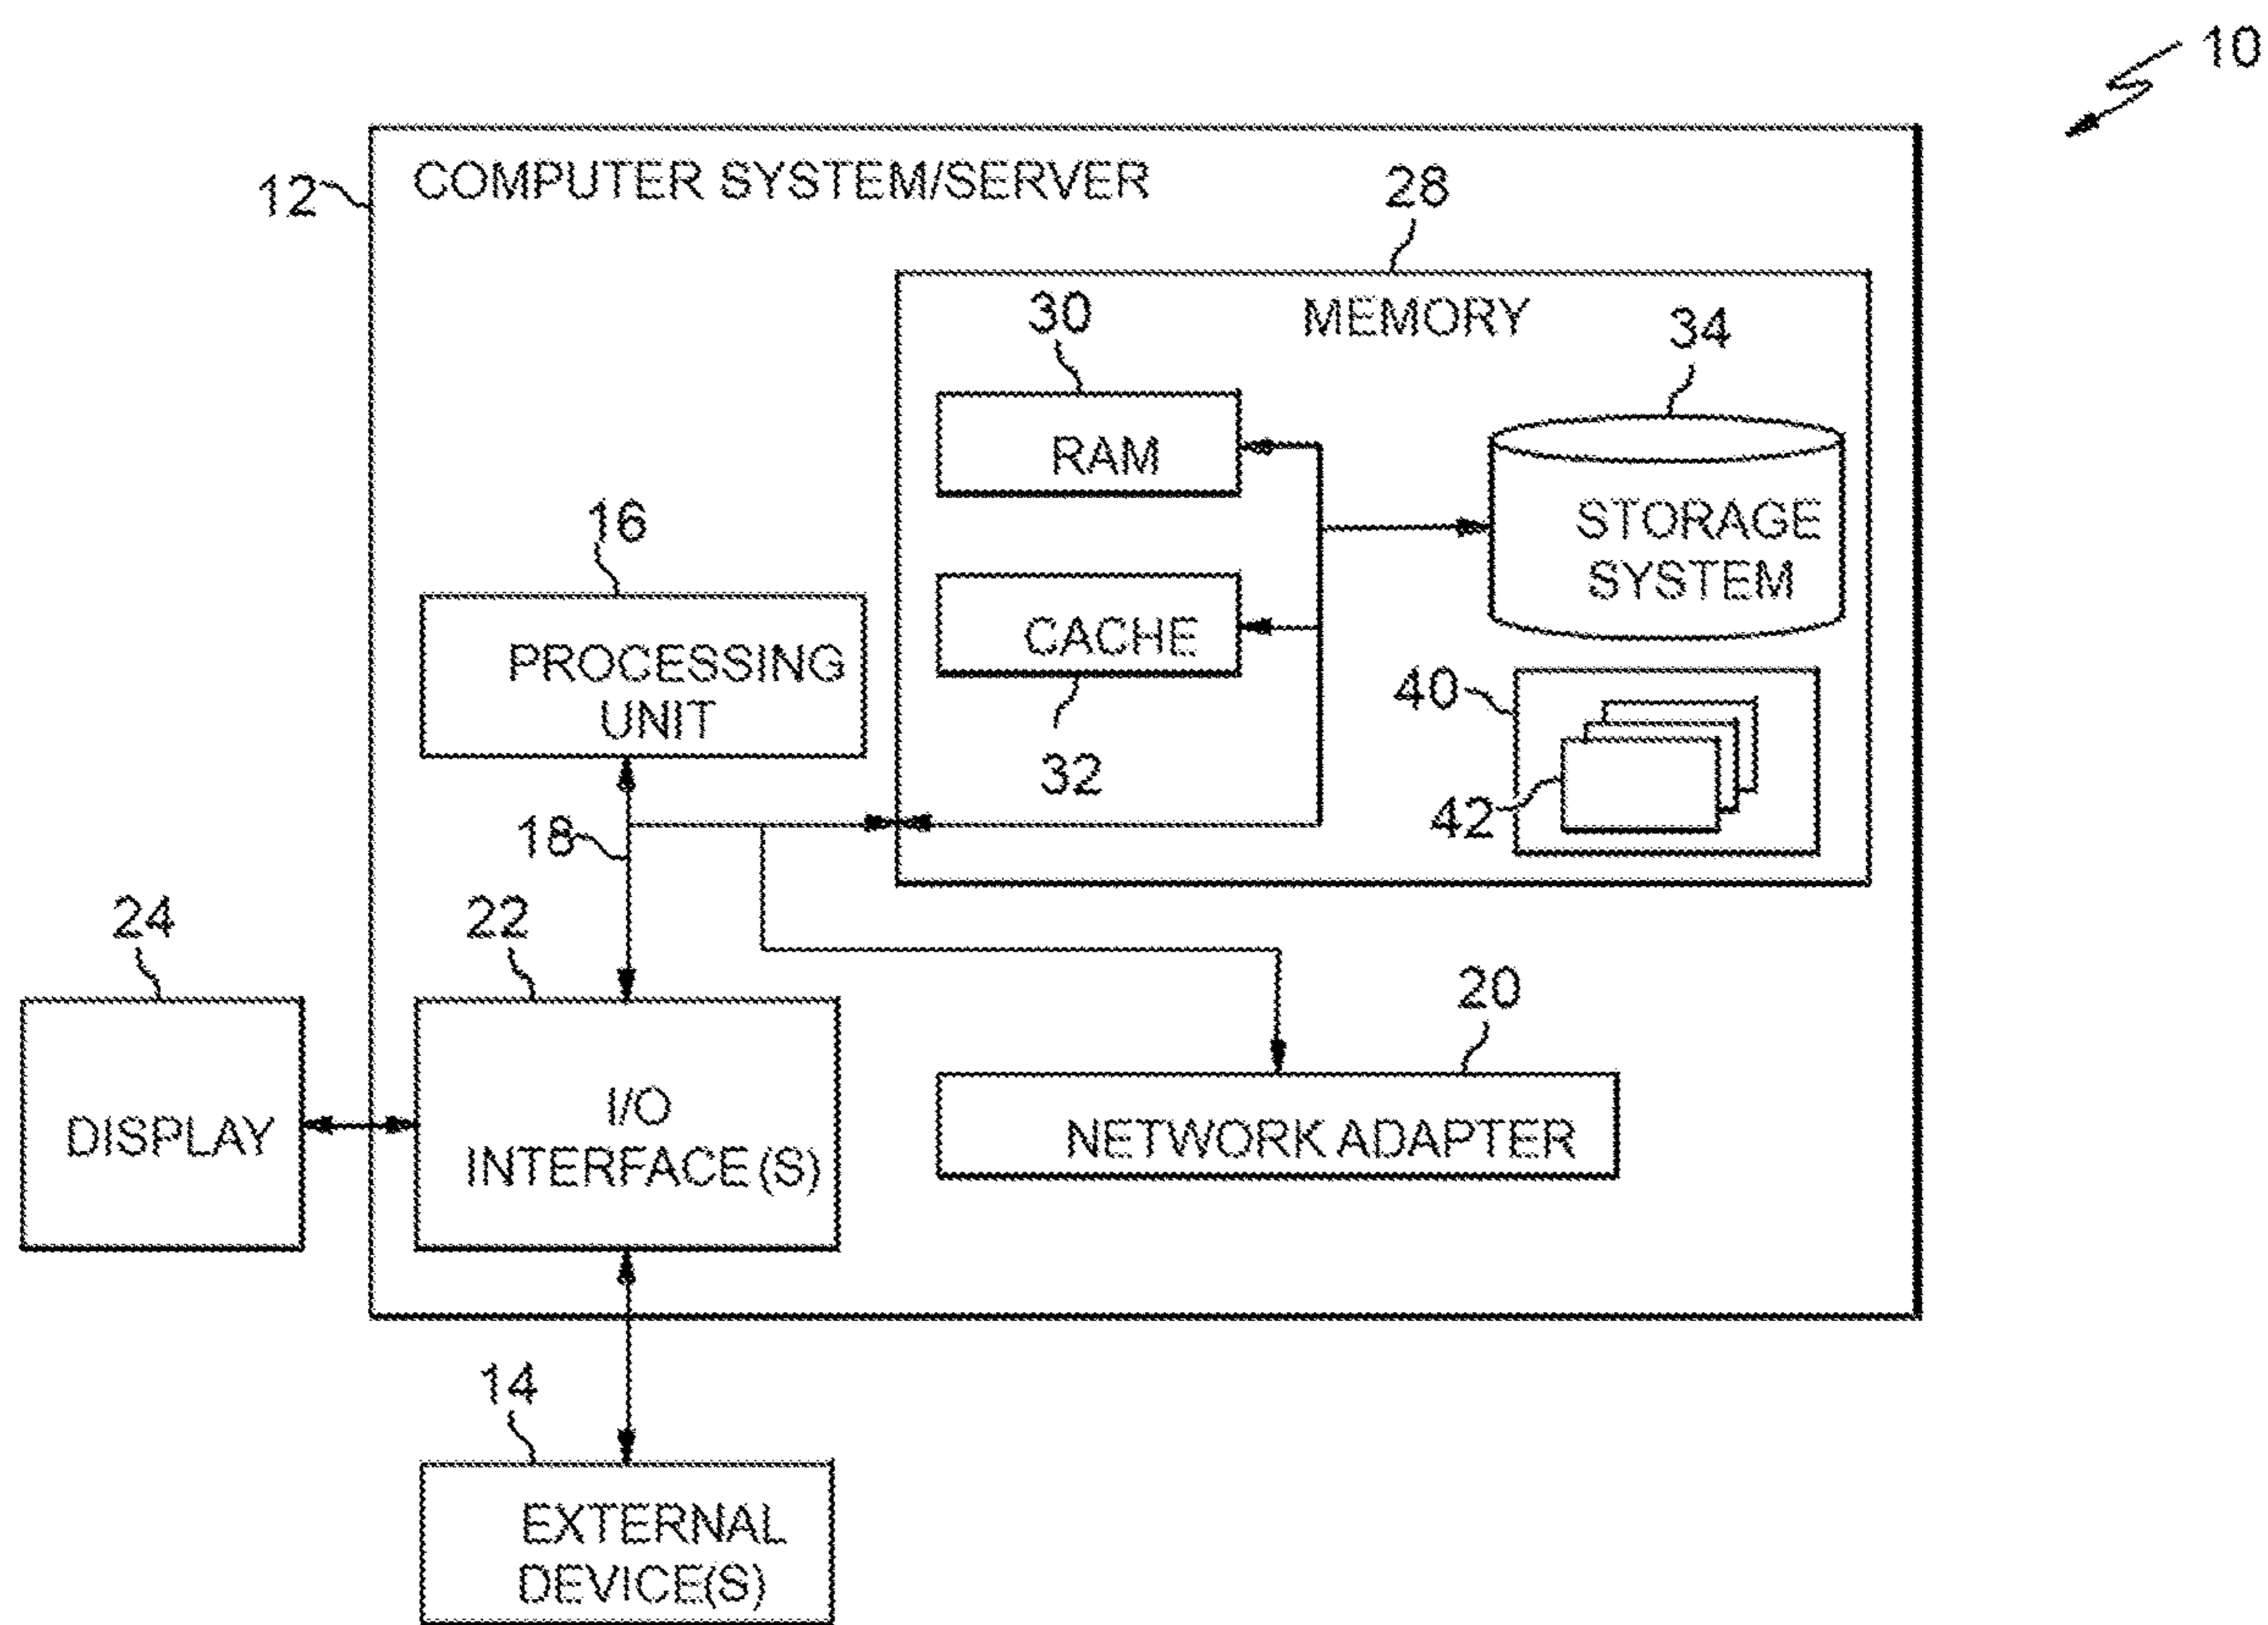 10
12
COMPUTER SYSTEM/SERVER
28
MEMORY
30
34
RAM
STORAGE
SYSTEM
16
PROCESSING
UNIT
CACHE
32
40
42
18
24
22
20
DISPLAY
I/O
INTERFACE(S)
NETWORK ADAPTER
14
EXTERNAL
DEVICE(S)